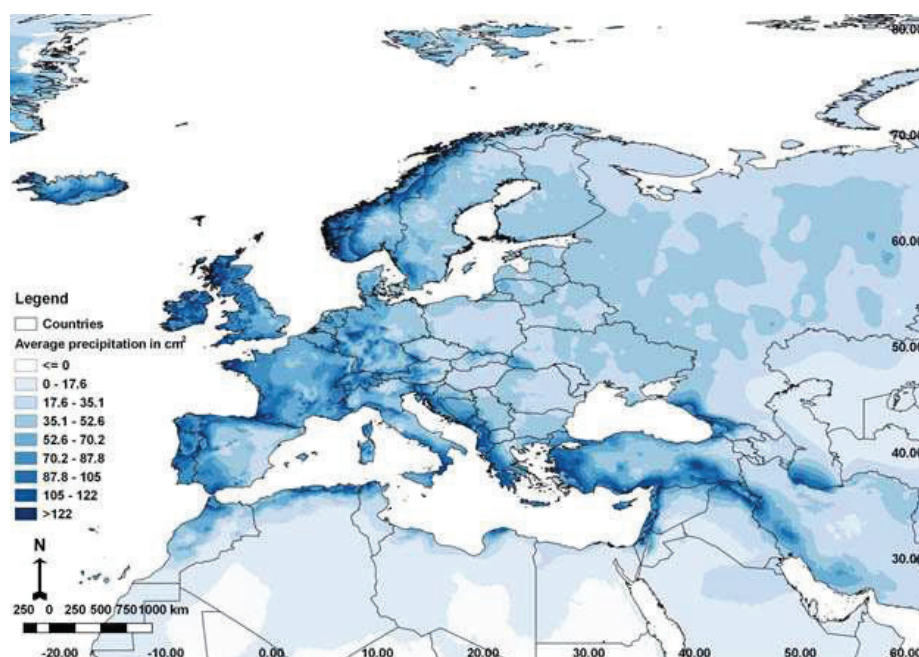 80.00
70.00
60.00
50.00
40.00
30.00
Legend
Countries
Average precipitation in cm³
<= 0
0 - 17.6
17.6 - 35.1
35.1 - 52.6
52.6 - 70.2
70.2 - 87.8
87.8 - 105
105 - 122
>122
N
250 0 250 500 750 1000 km
-20.00 -10.00 0.00 10.00 20.00 30.00 40.00 50.00 60.00